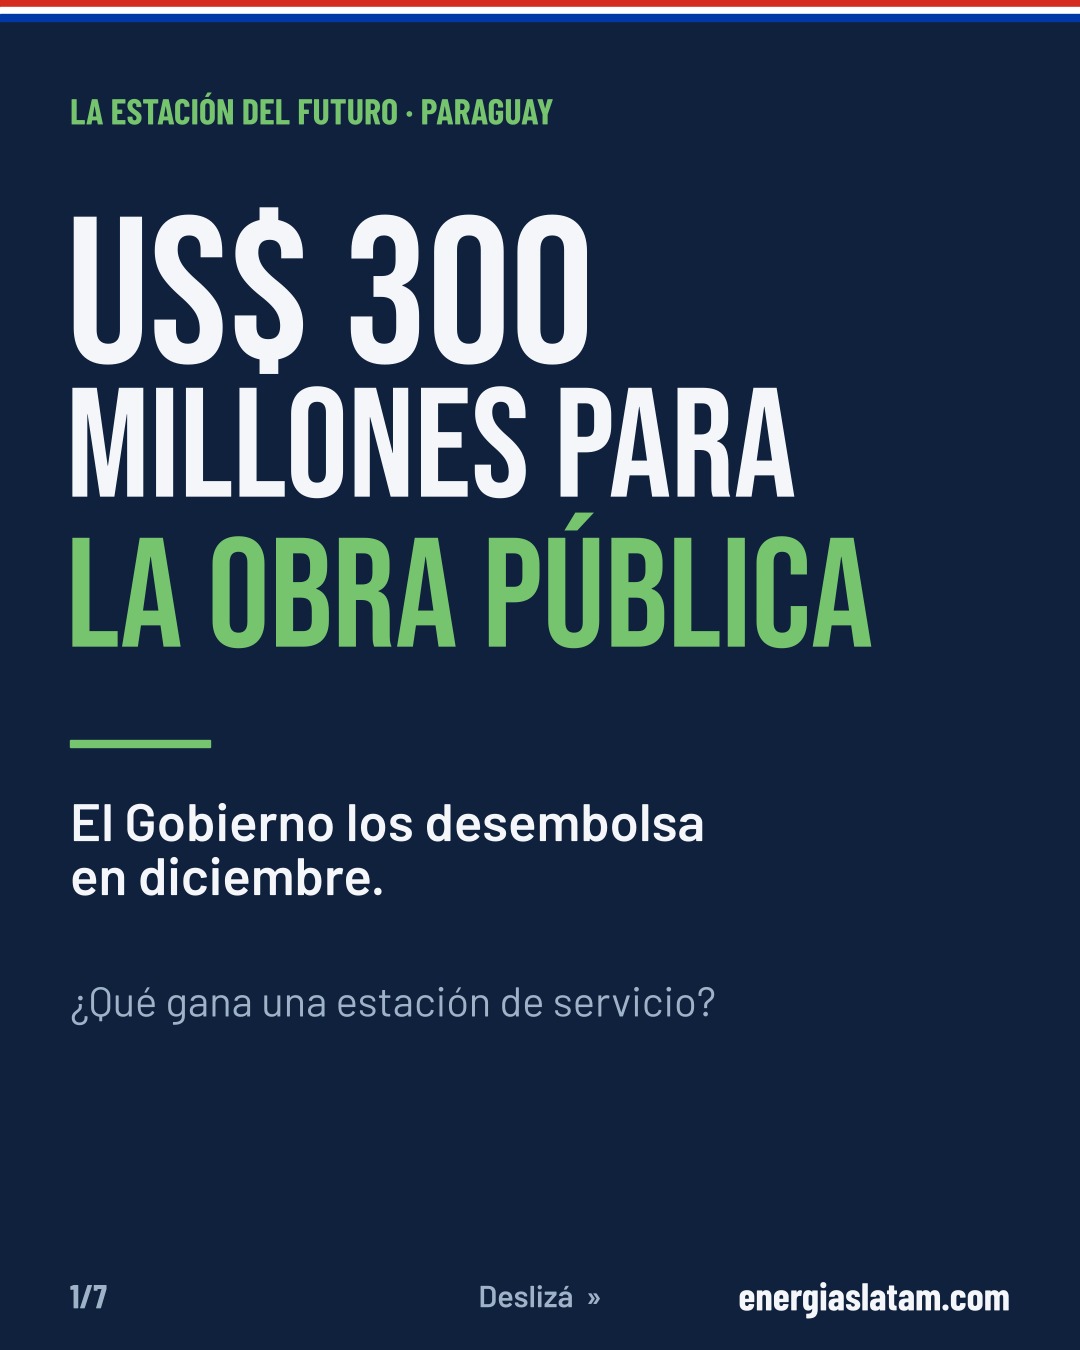 LA ESTACIÓN DEL FUTURO · PARAGUAY
US$ 300
MILLONES PARA
LA OBRA PÚBLICA
El Gobierno los desembolsa
en diciembre.
¿Qué gana una estación de servicio?
1/7
Deslizá »
energiaslatam.com